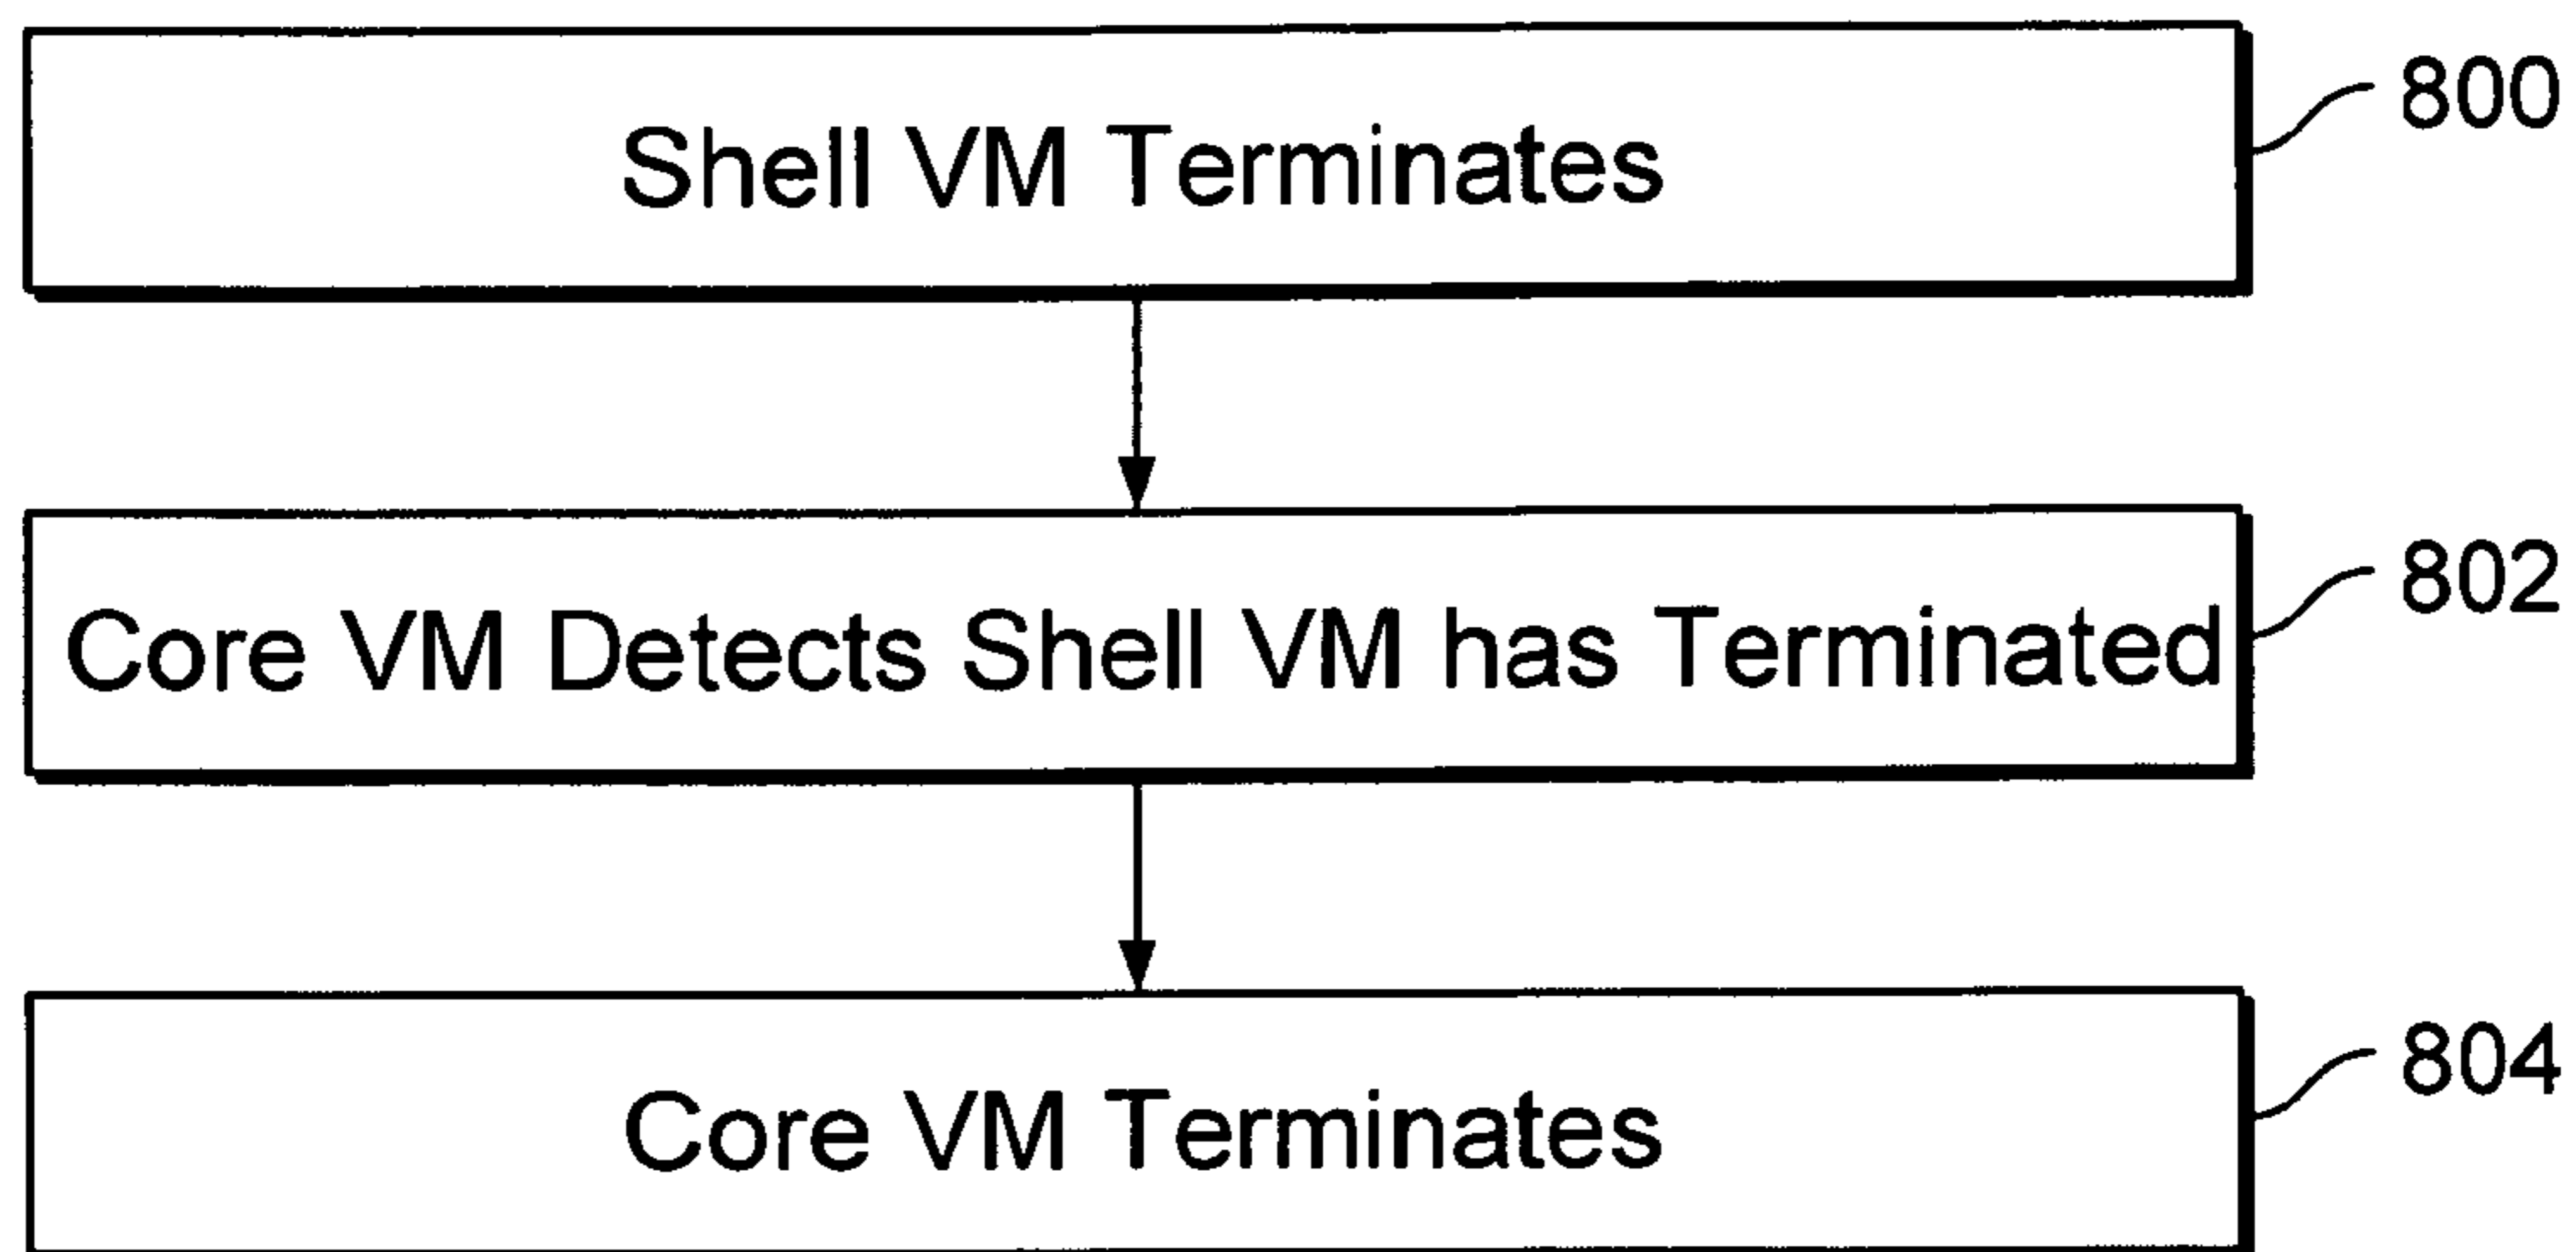 800
Shell VM Terminates
802
Core VM Detects Shell VM has Terminated
804
Core VM Terminates